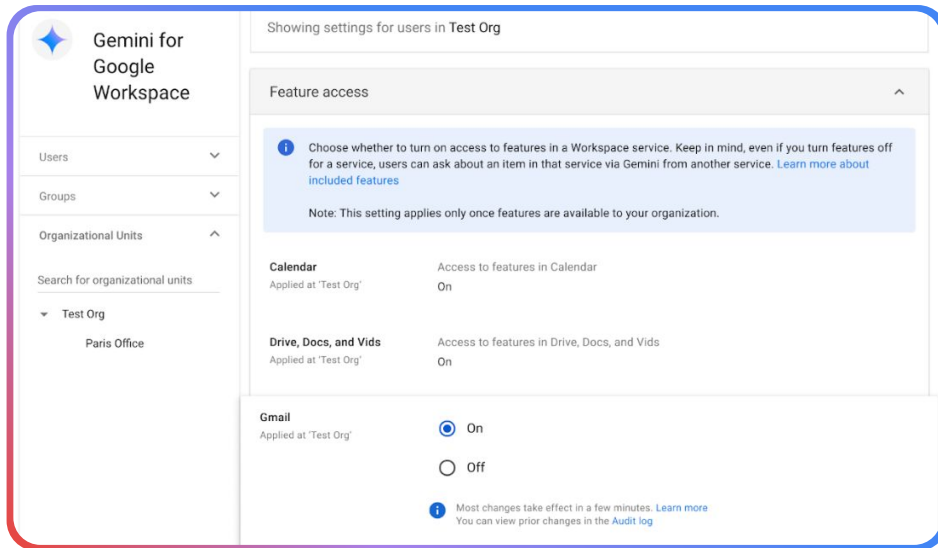 Gemini for
Google
Workspace
Users
Groups
Organizational Units
Search for organizational units
Test Org
Paris Office
Showing settings for users in Test Org
Feature access
Choose whether to turn on access to features in a Workspace service. Keep in mind, even if you turn features off
for a service, users can ask about an item in that service via Gemini from another service. Learn more about
included features
Note: This setting applies only once features are available to your organization.
Calendar
Applied at 'Test Org'
Access to features in Calendar
On
Drive, Docs, and Vids
Applied at 'Test Org'
Access to features in Drive, Docs, and Vids
On
Gmail
Applied at 'Test Org'
On
Off
Most changes take effect in a few minutes. Learn more
You can view prior changes in the Audit log